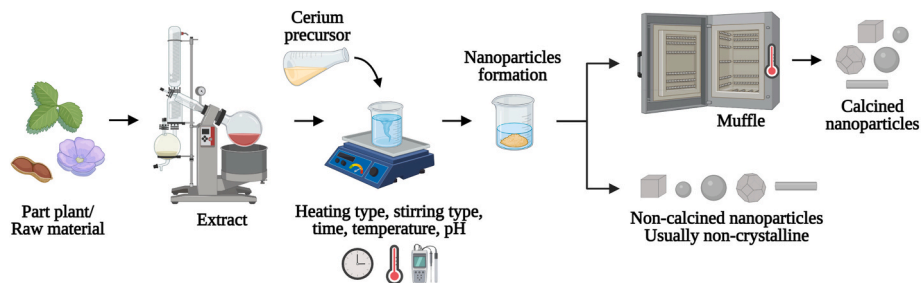 Cerium
precursor
Nanoparticles
formation
Muffle
Calcined
nanoparticles
Part plant/
Raw material
Extract
Heating type, stirring type,
time, temperature, pH
Non-calcined nanoparticles
Usually non-crystalline